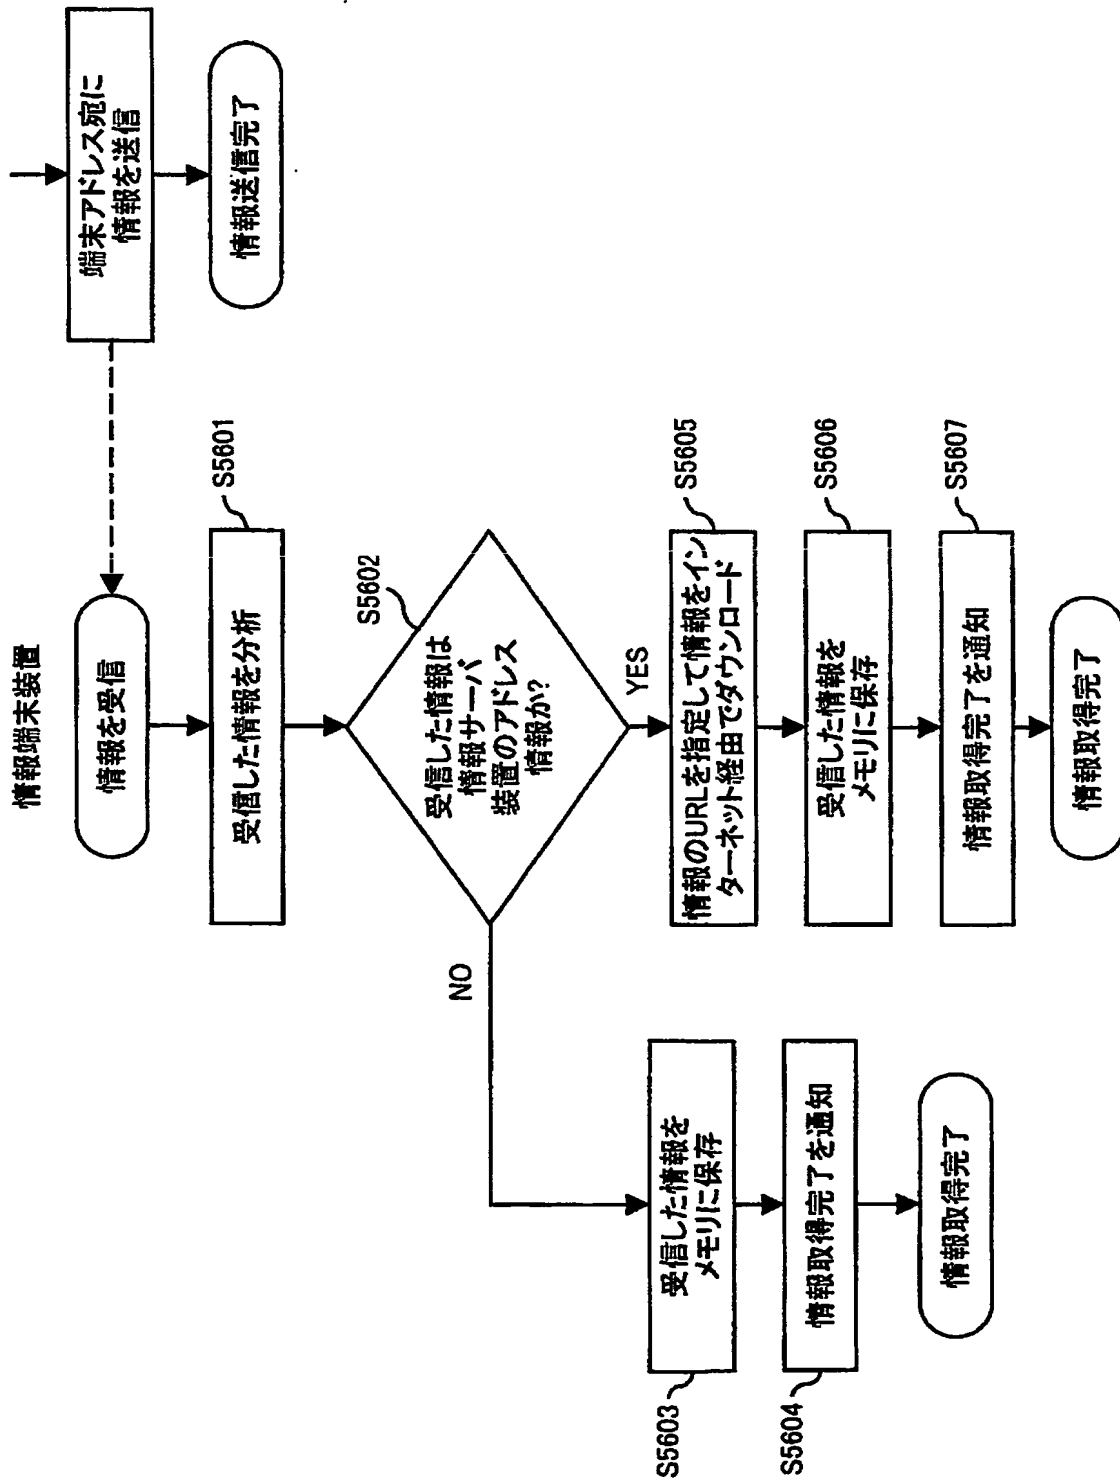 端末アドレス宛に
情報を送信
情報送信完了
情報端末装置
情報を受信
S5601
受信した情報を分析
S5602
受信した情報は
情報サーバ
装置のアドレス
情報か?
NO
YES
S5603
受信した情報を
メモリに保存
S5604
情報取得完了を通知
情報取得完了
S5605
情報のURLを指定して情報をイン
ターネット経由でダウンロード
S5606
受信した情報を
メモリに保存
S5607
情報取得完了を通知
情報取得完了